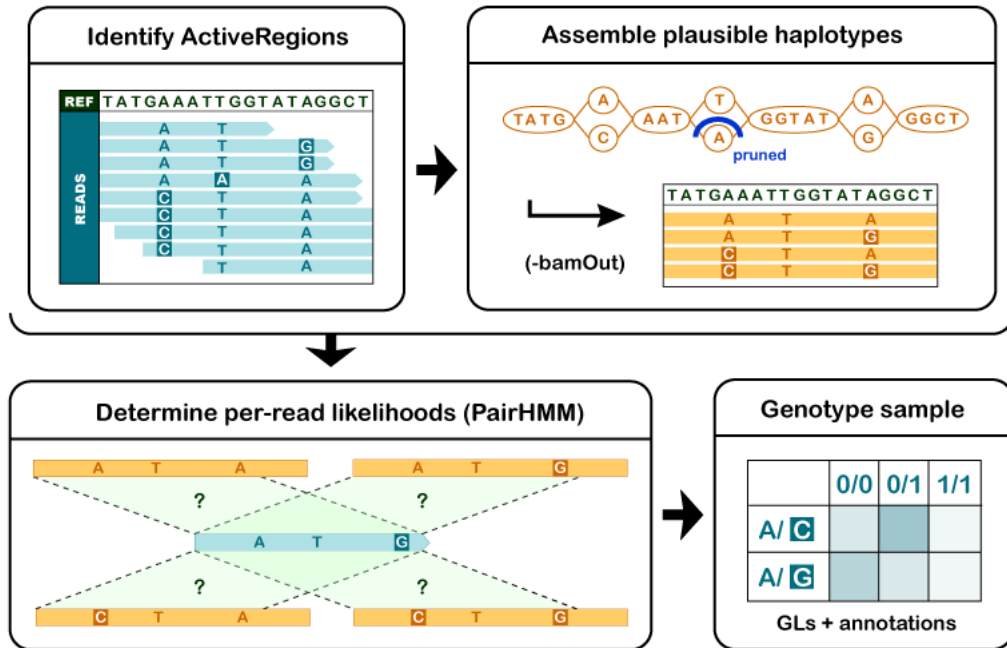 Identify ActiveRegions
REF TATGAAATTGGTATAGGCT
READS
A T
A T G
A T G
A A A
C T A
C T A
C T A
C T A
T A
Assemble plausible haplotypes
A T A
TATG AAT GGTAT GGCT
C A G
pruned
TATGAAATTGGTATAGGCT
(-bamOut)
A T A
A T G
C T A
C T G
Determine per-read likelihoods (PairHMM)
A T A A T G
? ?
A T G
? ?
C T A C T G
Genotype sample
0/0 0/1 1/1
A/ C
A/ G
GLs + annotations